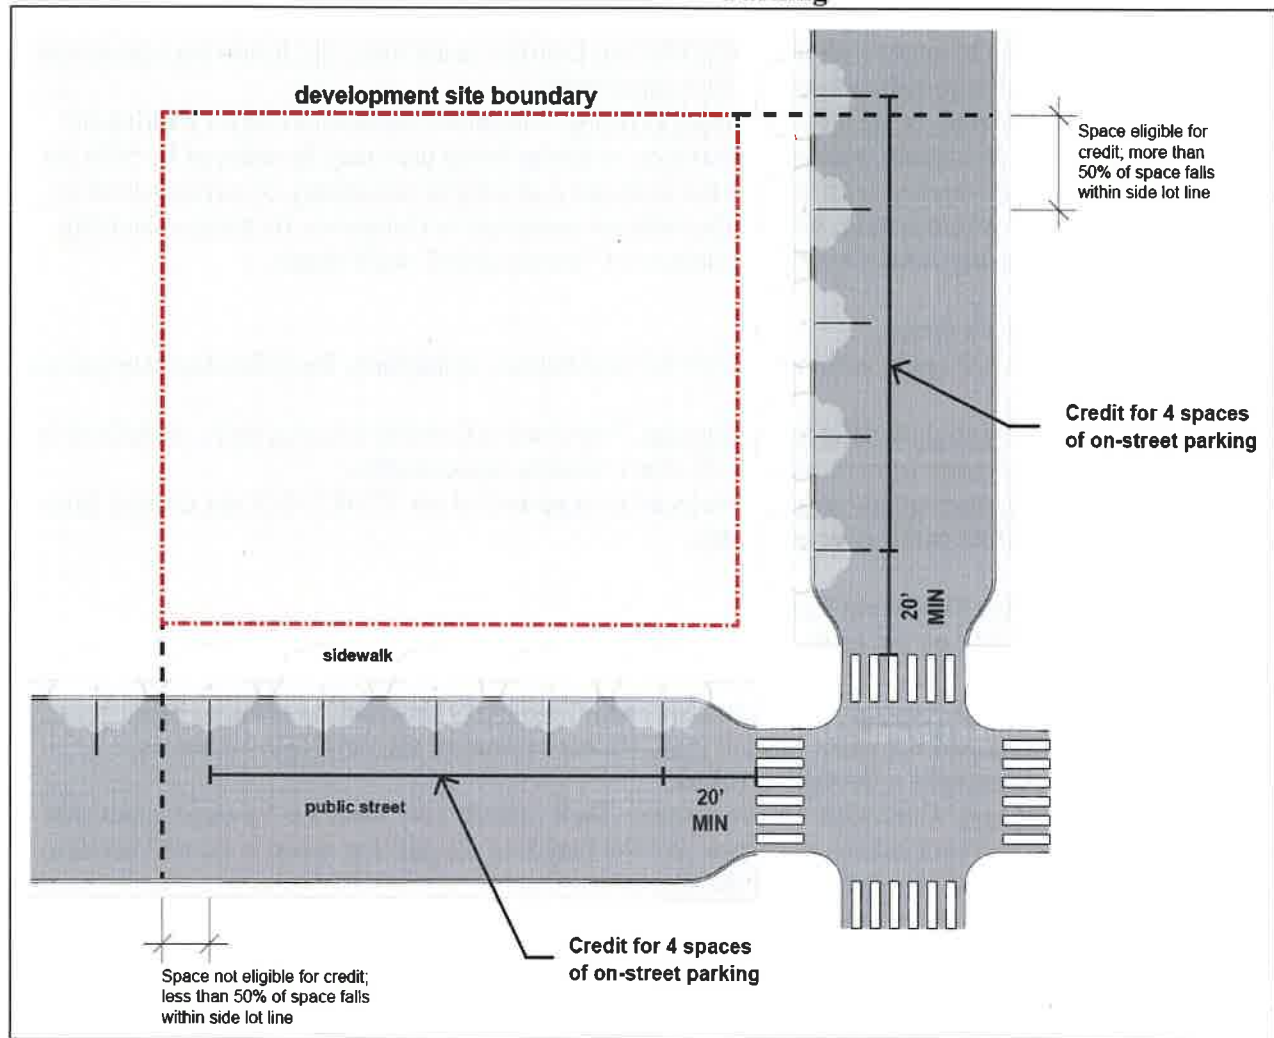 development site boundary
Space eligible for
credit; more than
50% of space falls
within side lot line
Credit for 4 spaces
of on-street parking
20'
MIN
sidewalk
public street
20'
MIN
Credit for 4 spaces
of on-street parking
Space not eligible for credit;
less than 50% of space falls
within side lot line